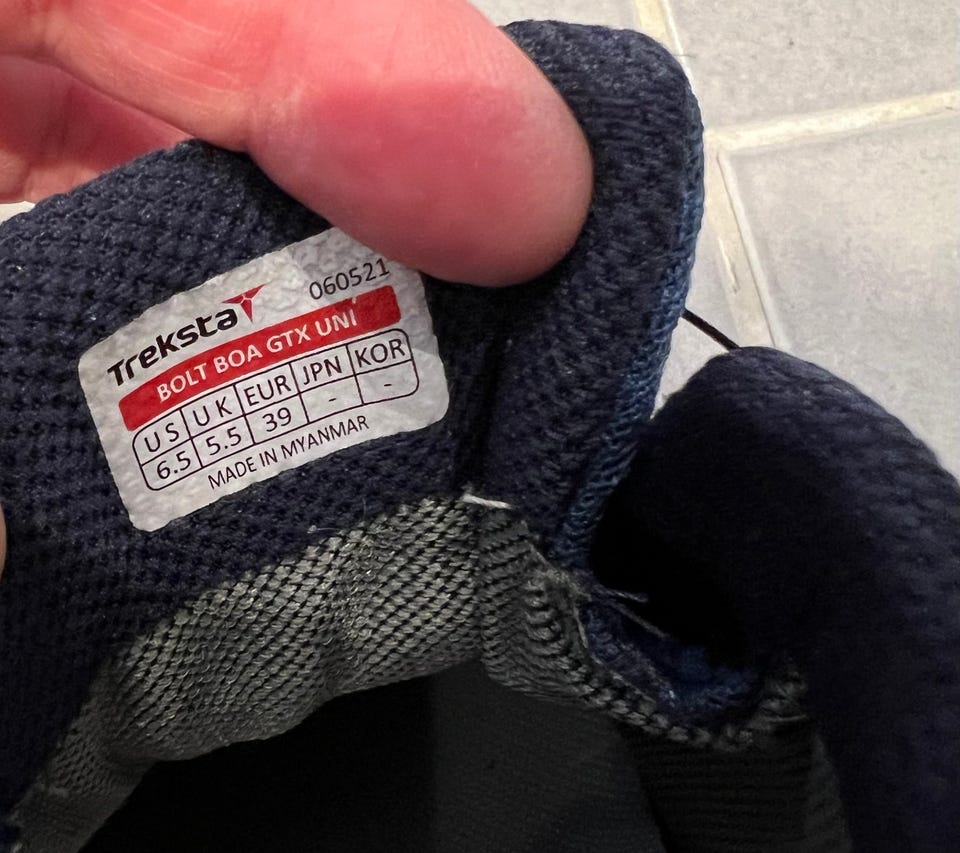 060521
Treksta
BOLT BOA GTX UNI
US UK EUR JPN KOR
6.5 5.5 39 - -
MADE IN MYANMAR